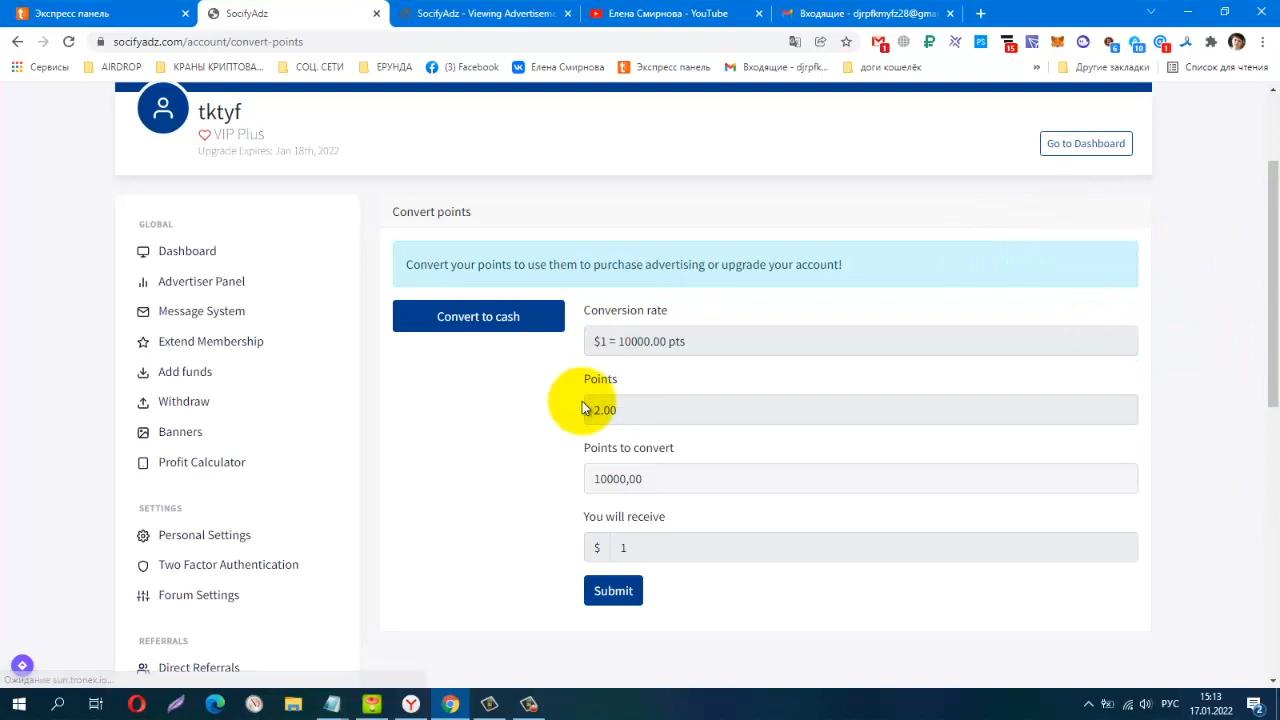 Экспресс панель
SocifyAdz
SocifyAdz - Viewing Advertiseme
Елена Смирнова - YouTube
Входящие - djrpfkmyfz28@gma
socifyadz.com/account/convert-points
1
15
6
10
1
Сервисы
AIRDROP
КРАНЫ КРИПТОВА...
СОЦ. СЕТИ
ЕРУНДА
(3) Facebook
Елена Смирнова
Экспресс панель
Входящие - djrpfk...
доги кошелёк
»
Другие закладки
Список для чтения
tktyf
VIP Plus
Upgrade Expires: Jan 18th, 2022
Go to Dashboard
GLOBAL
Dashboard
Advertiser Panel
Message System
Extend Membership
Add funds
Withdraw
Banners
Profit Calculator
SETTINGS
Personal Settings
Two Factor Authentication
Forum Settings
REFERRALS
Direct Referrals
Convert points
Convert your points to use them to purchase advertising or upgrade your account!
Convert to cash
Conversion rate
$1 = 10000.00 pts
Points
2.00
Points to convert
10000,00
You will receive
$ 1
Submit
Ожидание sun.tronex.io...
РУС
15:13
17.01.2022
2